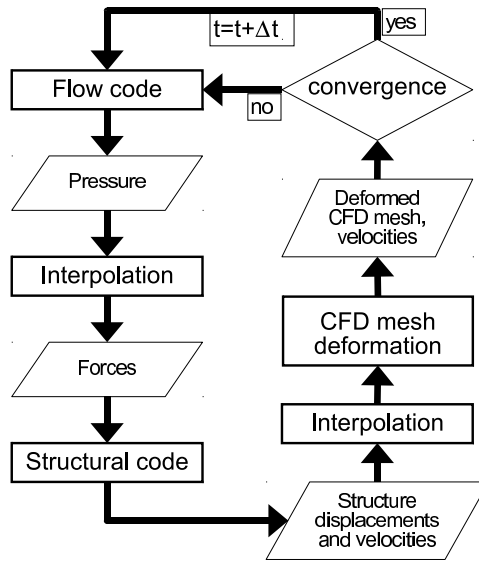 yes
t=t+Δt
Flow code
no
convergence
Pressure
Deformed
CFD mesh,
velocities
Interpolation
CFD mesh
deformation
Forces
Interpolation
Structural code
Structure
displacements
and velocities